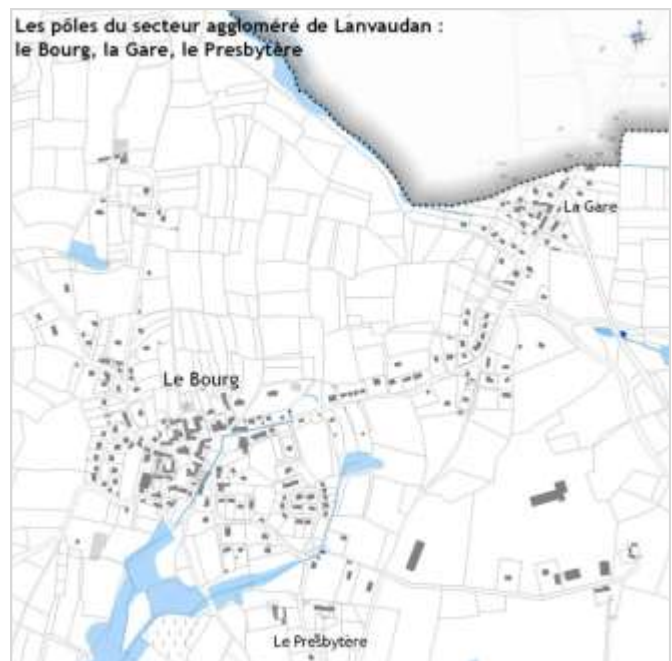 Les pôles du secteur aggloméré de Lanvaudan :
le Bourg, la Gare, le Presbytère
La Gare
Le Bourg
Le Presbytère